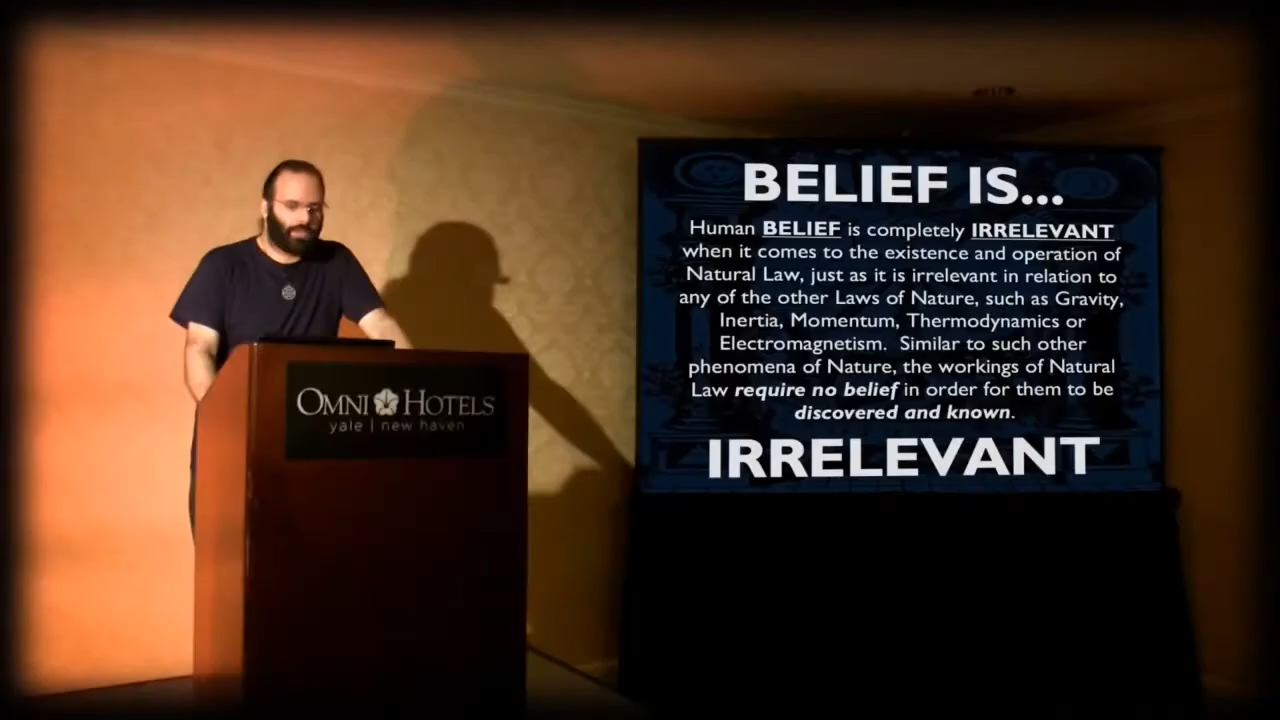 OMNI HOTELS
yale | new haven
BELIEF IS...
Human BELIEF is completely IRRELEVANT
when it comes to the existence and operation of
Natural Law, just as it is irrelevant in relation to
any of the other Laws of Nature, such as Gravity,
Inertia, Momentum, Thermodynamics or
Electromagnetism. Similar to such other
phenomena of Nature, the workings of Natural
Law require no belief in order for them to be
discovered and known.
IRRELEVANT